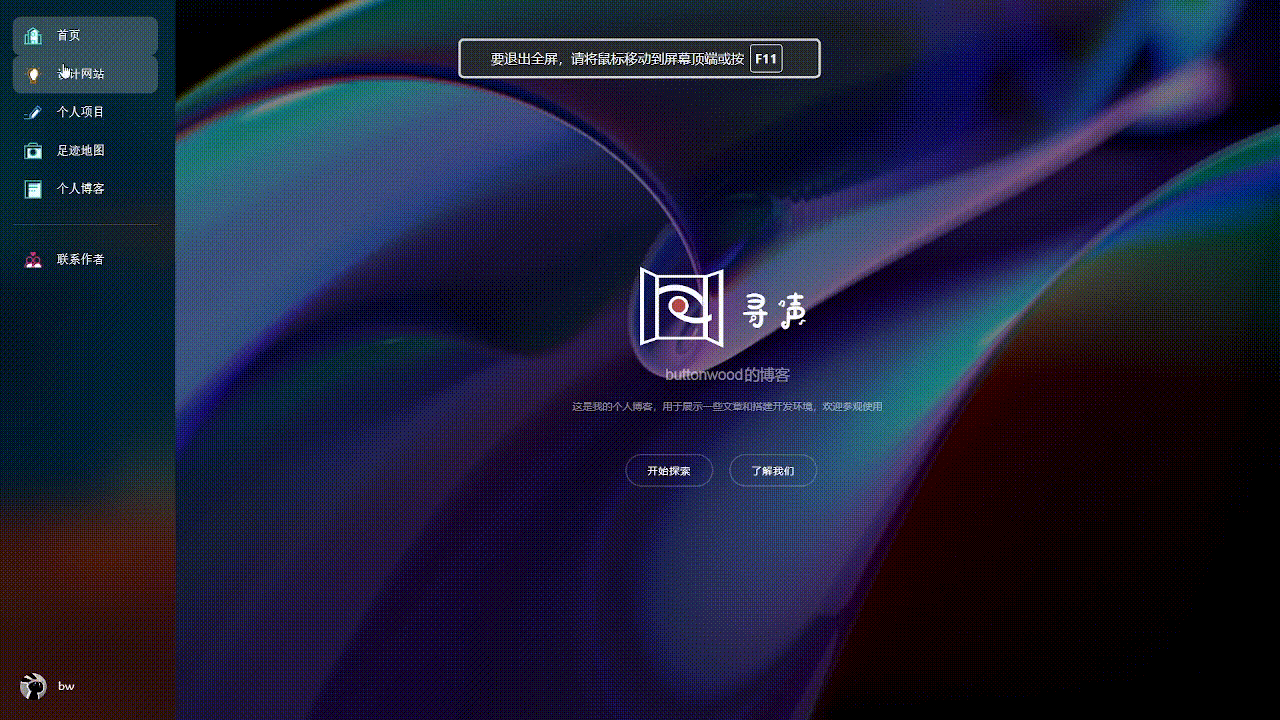 首页
计网站
个人项目
足迹地图
个人博客
联系作者
bw
要退出全屏，请将鼠标移动到屏幕顶端或按 F11
寻声
buttonwood的博客
这是我的个人博客，用于展示一些文章和搭建开发环境，欢迎参观使用
开始探索
了解我们